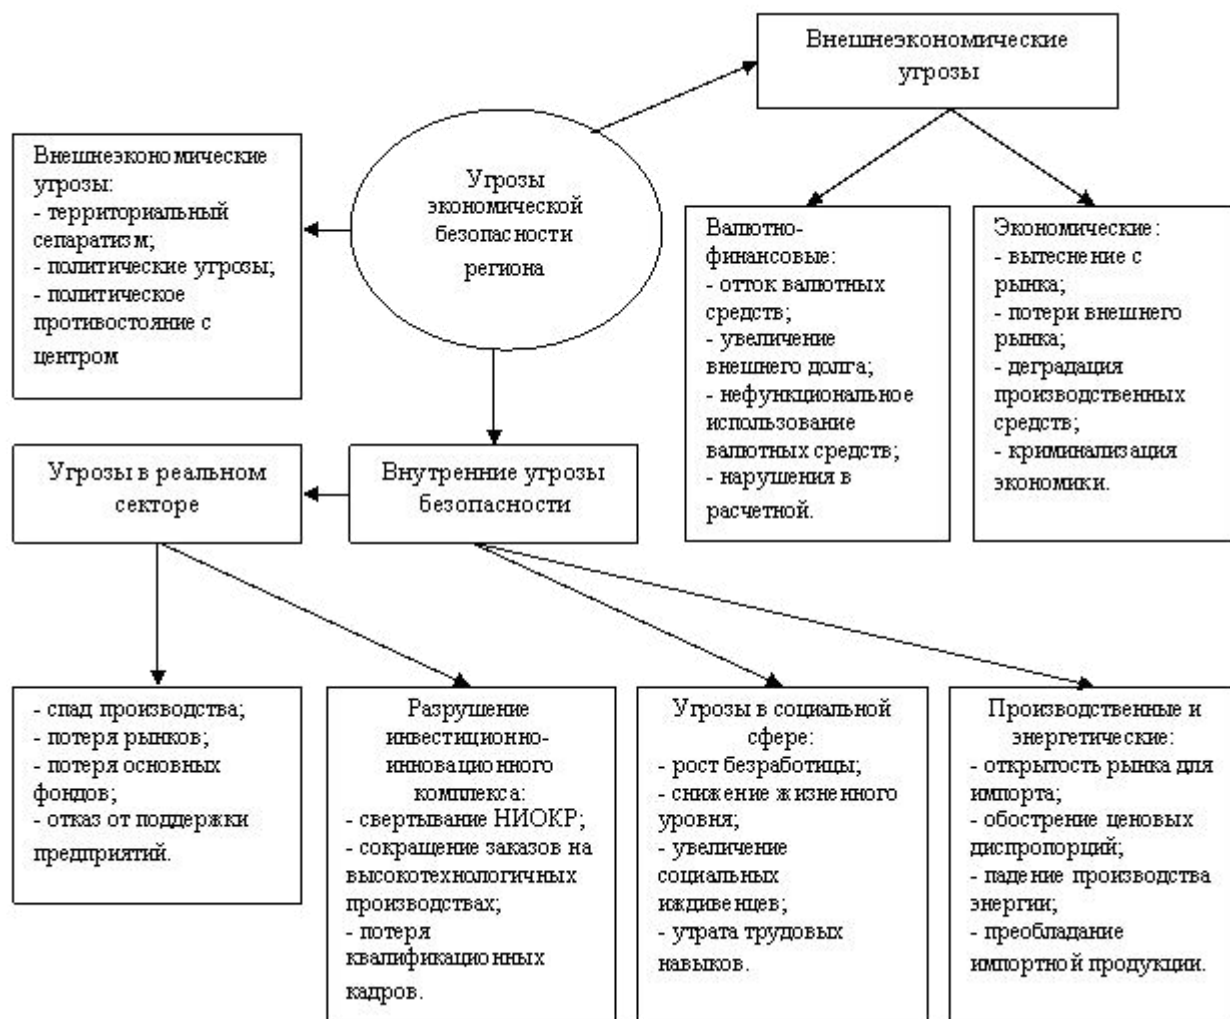 Внешнеэкономические
угрозы
Внешнеэкономические
угрозы:
- территориальный
сепаратизм;
- политические угрозы;
- политическое
противостояние с
центром
Угрозы
экономической
безопасности
региона
Валютно-
финансовые:
- отток валютных
средств;
- увеличение
внешнего долга;
- нефункциональное
использование
валютных средств;
- нарушения в
расчетной.
Экономические:
- вытеснение с
рынка;
- потери внешнего
рынка;
- деградация
производственных
средств;
- криминализация
экономики.
Угрозы в реальном
секторе
Внутренние угрозы
безопасности
- спад производства;
- потеря рынков;
- потеря основных
фондов;
- отказ от поддержки
предприятий.
Разрушение
инвестиционно-
инновационного
комплекса:
- свертывание НИОКР;
- сокращение заказов на
высокотехнологичных
производствах;
- потеря
квалификационных
кадров.
Угрозы в социальной
сфере:
- рост безработицы;
- снижение жизненного
уровня;
- увеличение
социальных
иждивенцев;
- утрата трудовых
навыков.
Производственные и
энергетические:
- открытость рынка для
импорта;
- обострение ценовых
диспропорций;
- падение производства
энергии;
- преобладание
импортной продукции.